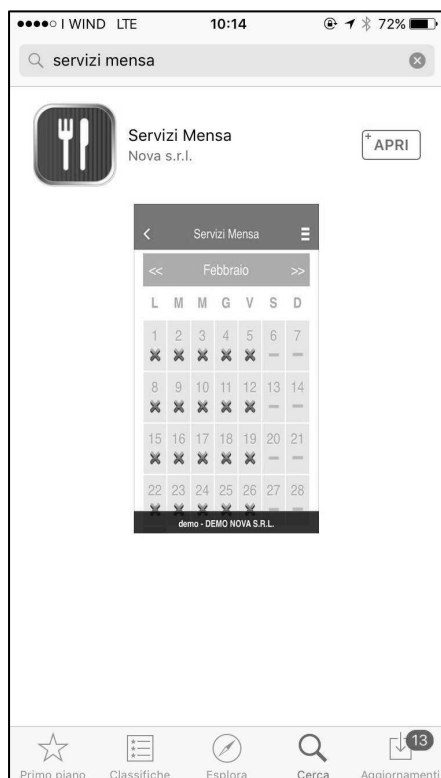 I WIND LTE 10:14 72%
servizi mensa
Servizi Mensa
Nova s.r.l.
+ APRI
< Servizi Mensa
<< Febbraio >>
L M M G V S D
1 2 3 4 5 6 7
8 9 10 11 12 13 14
15 16 17 18 19 20 21
22 23 24 25 26 27 28
demo - DEMO NOVA S.R.L.
13
Primo piano Classifiche Esplora Cerca Aggiornamenti